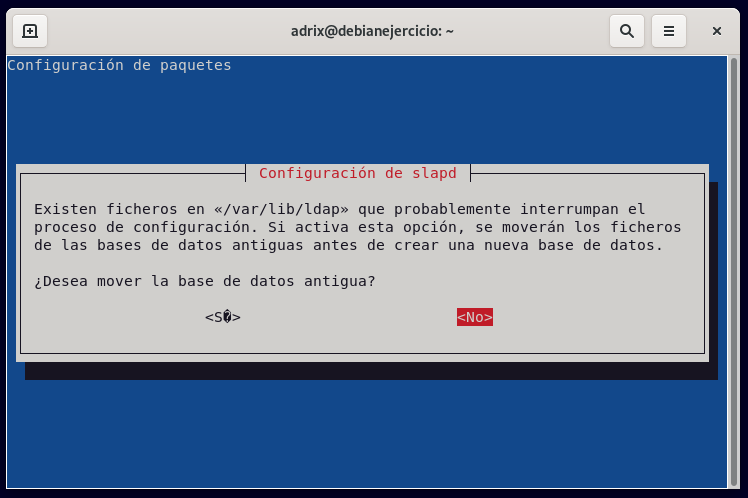 adrix@debianejercicio: ~
Configuración de paquetes
Configuración de slapd
Existen ficheros en «/var/lib/ldap» que probablemente interrumpan el
proceso de configuración. Si activa esta opción, se moverán los ficheros
de las bases de datos antiguas antes de crear una nueva base de datos.
¿Desea mover la base de datos antigua?
<S�> <No>